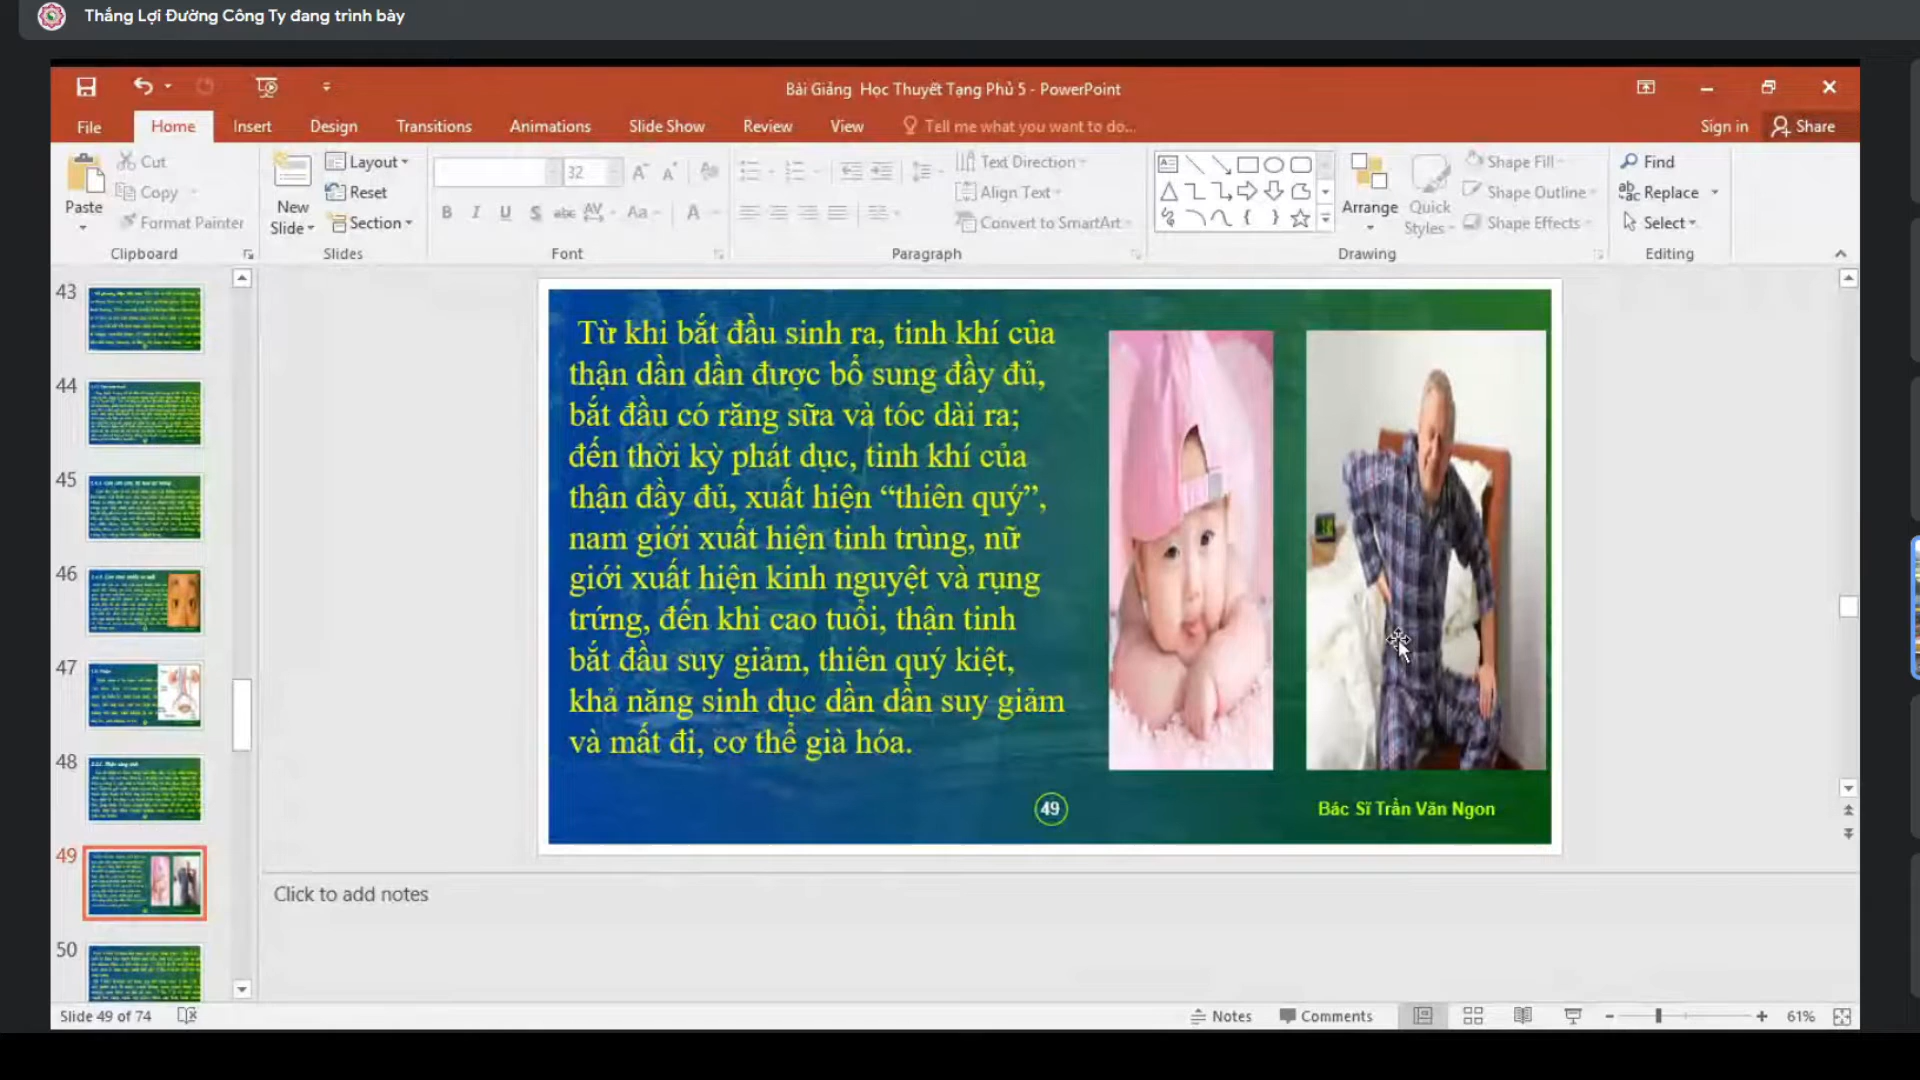 Thắng Lợi Đường Công Ty đang trình bày
Bài Giảng Học Thuyết Tạng Phủ 5 - PowerPoint
File Home Insert Design Transitions Animations Slide Show Review View Tell me what you want to do... Sign in Share
Paste
Cut
Copy
Format Painter
Clipboard
New Slide
Layout
Reset
Section
Slides
32
B I U S abc AV Aa A
Font
Text Direction
Align Text
Convert to SmartArt
Paragraph
Arrange
Quick Styles
Shape Fill
Shape Outline
Shape Effects
Drawing
Find
Replace
Select
Editing
43
44
45
46
47
48
49
50
Từ khi bắt đầu sinh ra, tinh khí của
thận dần dần được bổ sung đầy đủ,
bắt đầu có răng sữa và tóc dài ra;
đến thời kỳ phát dục, tinh khí của
thận đầy đủ, xuất hiện “thiên quý”,
nam giới xuất hiện tinh trùng, nữ
giới xuất hiện kinh nguyệt và rụng
trứng, đến khi cao tuổi, thận tinh
bắt đầu suy giảm, thiên quý kiệt,
khả năng sinh dục dần dần suy giảm
và mất đi, cơ thể già hóa.
49
Bác Sĩ Trần Văn Ngon
Click to add notes
Slide 49 of 74 Notes Comments 61%